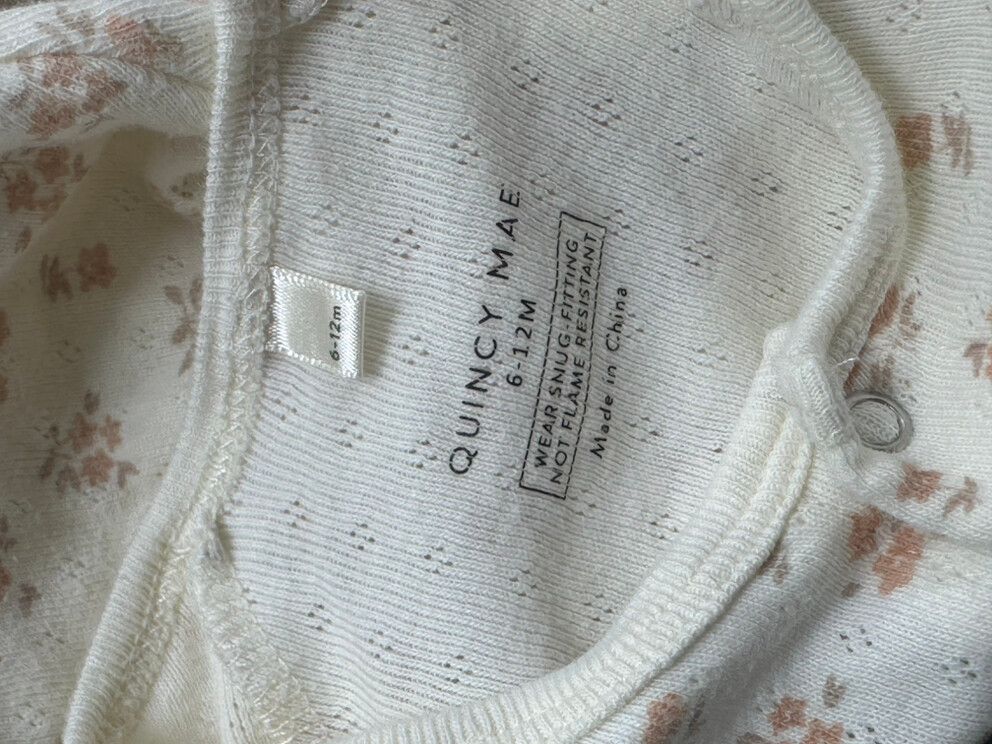 QUINCY MAE
6-12M
WEAR SNUG-FITTING
NOT FLAME RESISTANT
Made in China
6-12m